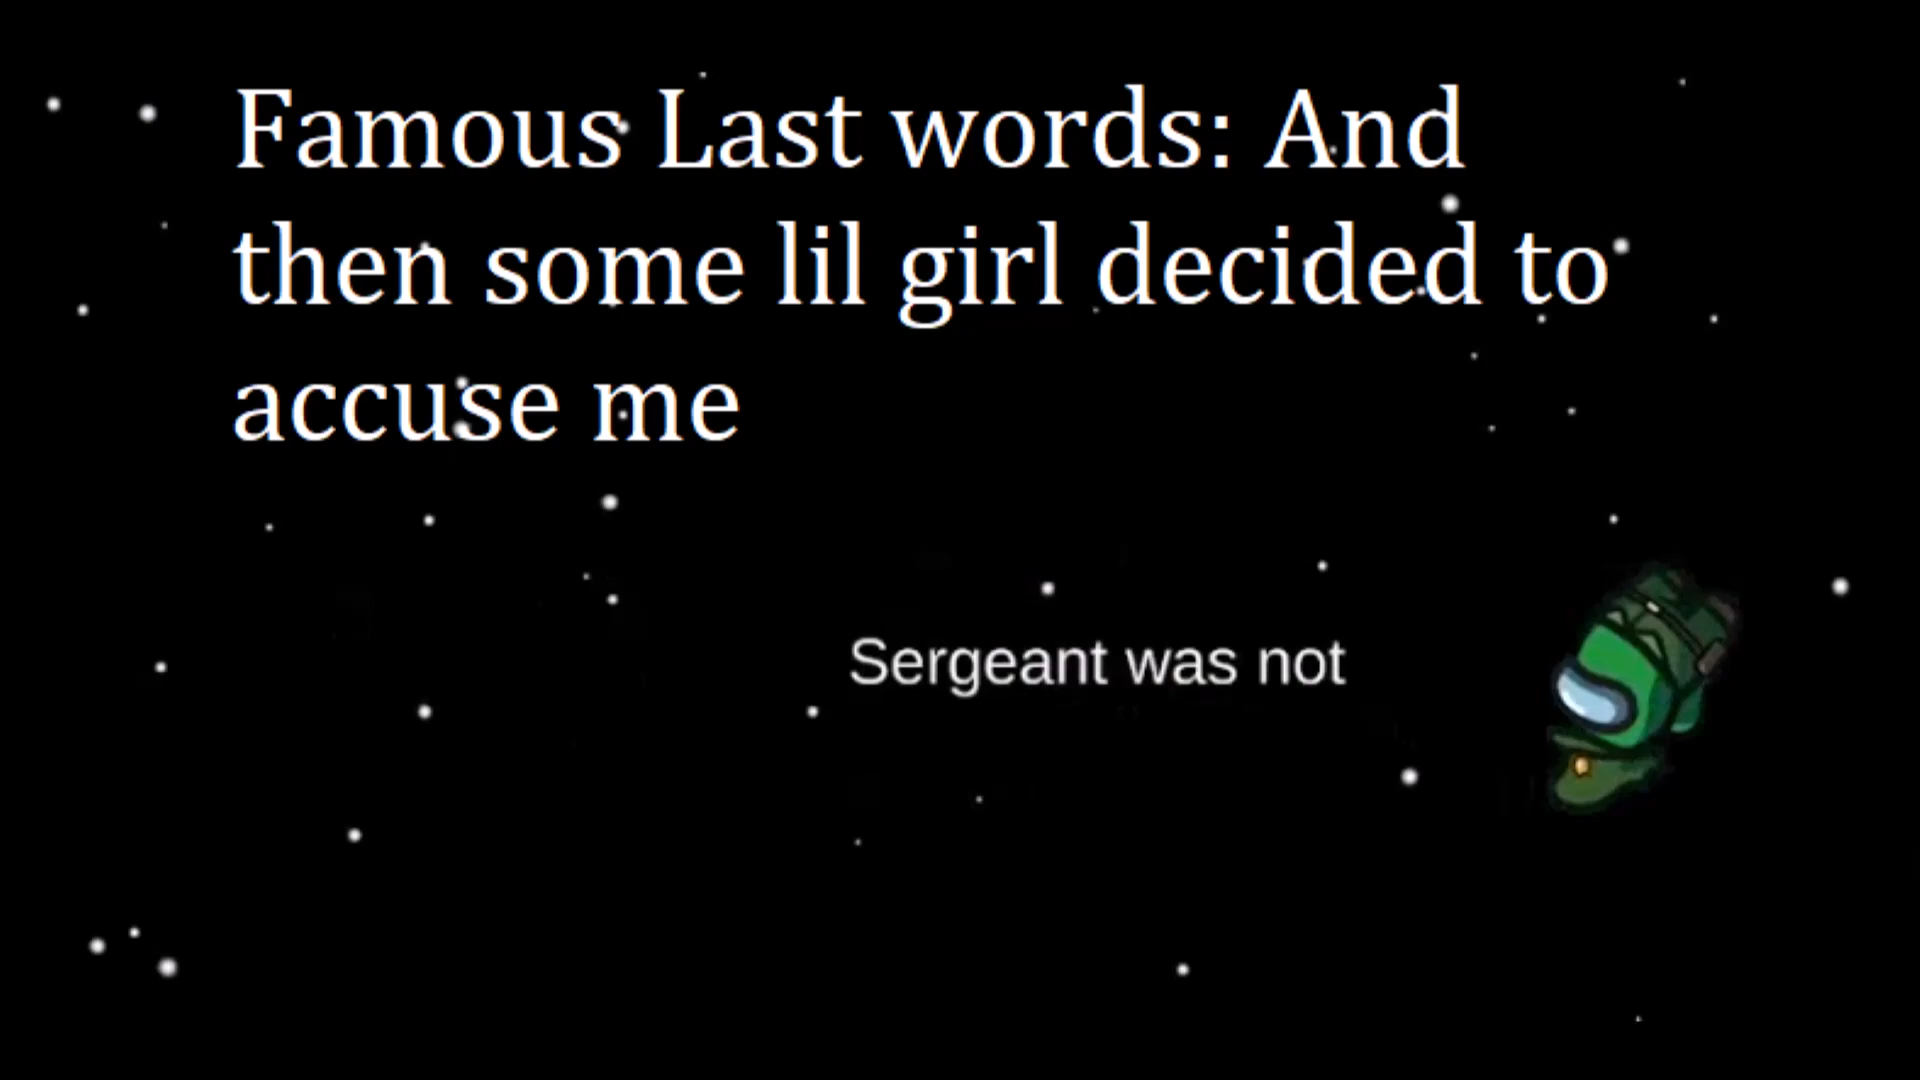 Famous Last words: And
then some lil girl decided to
accuse me
Sergeant was not